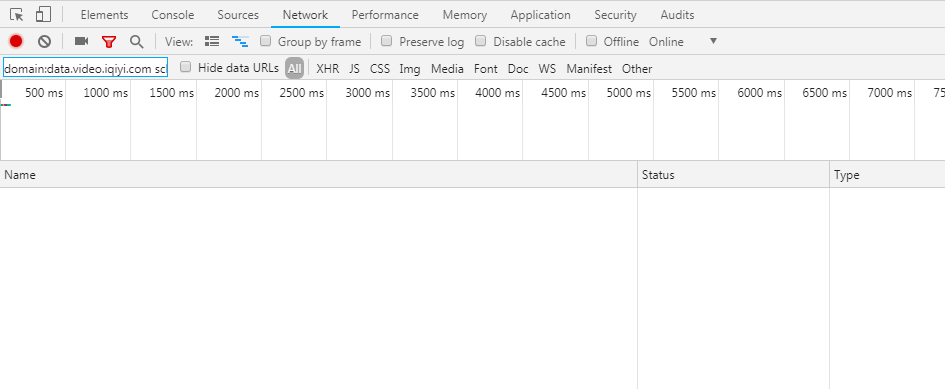 Elements Console Sources Network Performance Memory Application Security Audits
View: Group by frame Preserve log Disable cache Offline Online
domain:data.video.iqiyi.com scl Hide data URLs All XHR JS CSS Img Media Font Doc WS Manifest Other
500 ms 1000 ms 1500 ms 2000 ms 2500 ms 3000 ms 3500 ms 4000 ms 4500 ms 5000 ms 5500 ms 6000 ms 6500 ms 7000 ms 75
Name Status Type